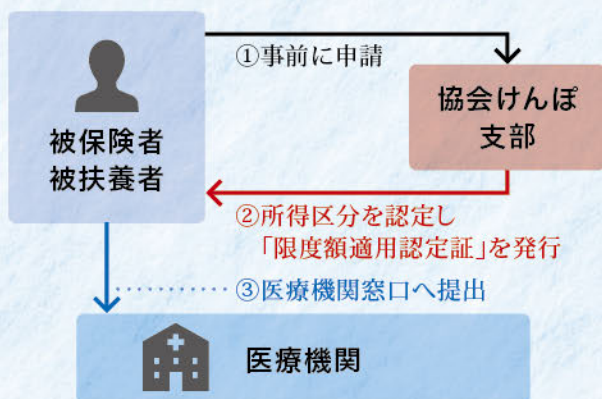 ①事前に申請
被保険者
被扶養者
協会けんぽ
支部
②所得区分を認定し
「限度額適用認定証」を発行
③医療機関窓口へ提出
医療機関